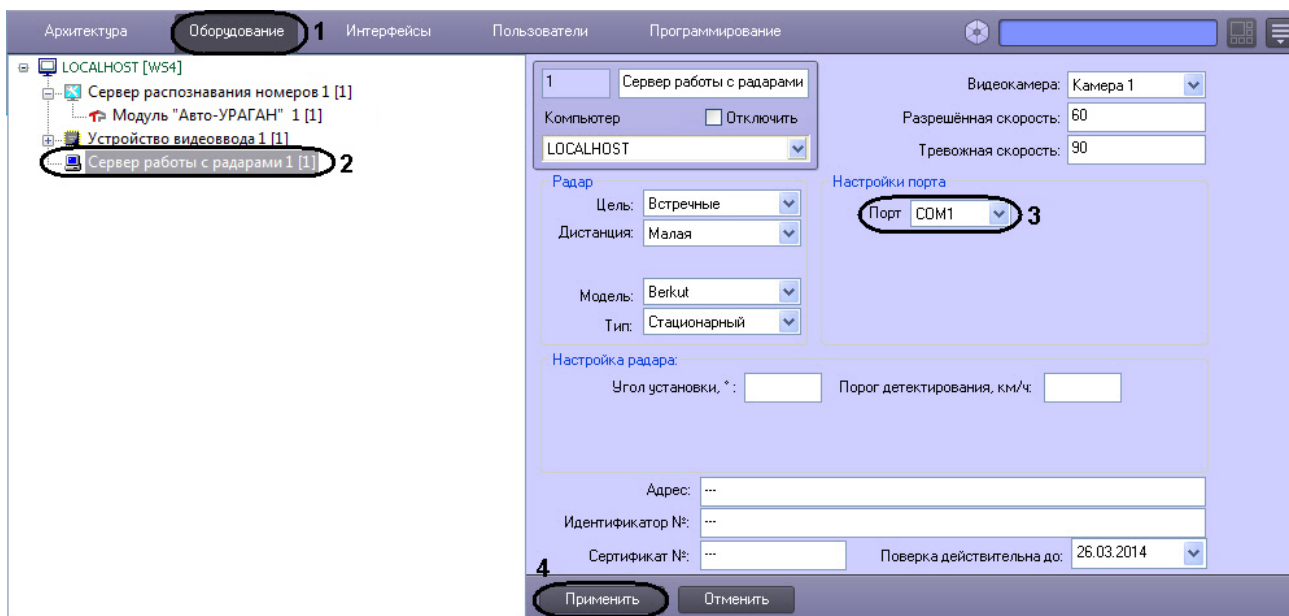 Архитектура Оборудование 1 Интерфейсы Пользователи Программирование
LOCALHOST [WS4]
Сервер распознавания номеров 1 [1]
Модуль "Авто-УРАГАН" 1 [1]
Устройство видеоввода 1 [1]
Сервер работы с радарами 1 [1] 2
1 Сервер работы с радарами
Компьютер Отключить
LOCALHOST
Видеокамера: Камера 1
Разрешённая скорость: 60
Тревожная скорость: 90
Радар
Цель: Встречные
Дистанция: Малая
Модель: Berkut
Тип: Стационарный
Настройки порта
Порт COM1 3
Настройка радара:
Угол установки, ° : Порог детектирования, км/ч:
Адрес: ---
Идентификатор №: ---
Сертификат №: --- Поверка действительна до: 26.03.2014
4
Применить Отменить